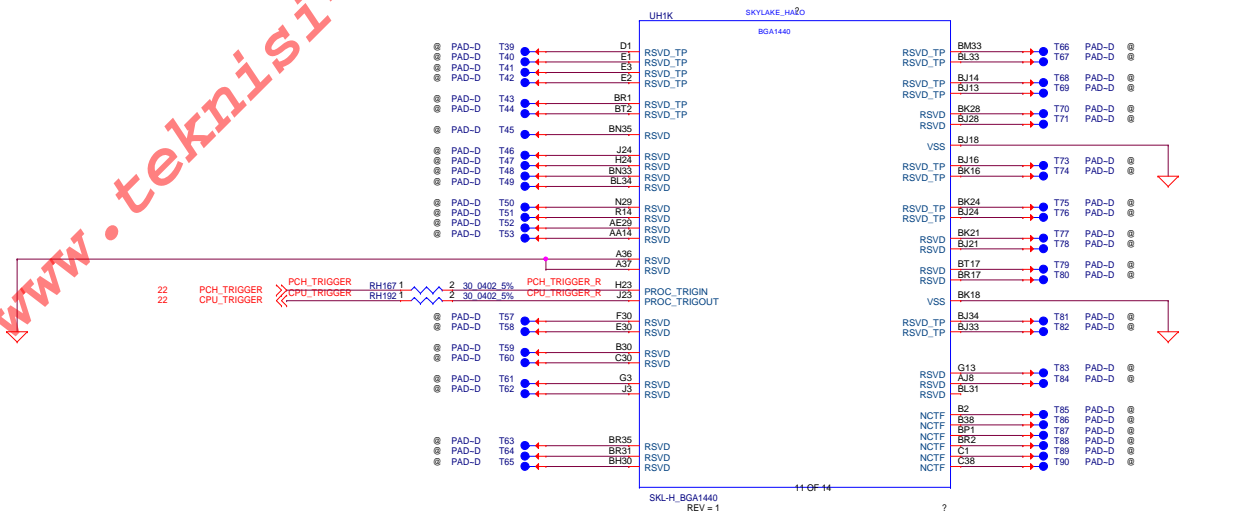 www.teknisi
UH1K
SKYLAKE_HALO
?
BGA1440
@ PAD~D T39 D1 RSVD_TP
@ PAD~D T40 E1 RSVD_TP
@ PAD~D T41 E3 RSVD_TP
@ PAD~D T42 E2 RSVD_TP
@ PAD~D T43 BR1 RSVD_TP
@ PAD~D T44 BT2 RSVD_TP
@ PAD~D T45 BN35 RSVD
@ PAD~D T46 J24 RSVD
@ PAD~D T47 H24 RSVD
@ PAD~D T48 BN33 RSVD
@ PAD~D T49 BL34 RSVD
@ PAD~D T50 N29 RSVD
@ PAD~D T51 R14 RSVD
@ PAD~D T52 AE29 RSVD
@ PAD~D T53 AA14 RSVD
A36 RSVD
A37 RSVD
22 PCH_TRIGGER PCH_TRIGGER RH167 1 2 30_0402_5% PCH_TRIGGER_R H23 PROC_TRIGIN
22 CPU_TRIGGER CPU_TRIGGER RH192 1 2 30_0402_5% CPU_TRIGGER_R J23 PROC_TRIGOUT
@ PAD~D T57 F30 RSVD
@ PAD~D T58 E30 RSVD
@ PAD~D T59 B30 RSVD
@ PAD~D T60 C30 RSVD
@ PAD~D T61 G3 RSVD
@ PAD~D T62 J3 RSVD
@ PAD~D T63 BR35 RSVD
@ PAD~D T64 BR31 RSVD
@ PAD~D T65 BH30 RSVD
RSVD_TP BM33 T66 PAD~D @
RSVD_TP BL33 T67 PAD~D @
RSVD_TP BJ14 T68 PAD~D @
RSVD_TP BJ13 T69 PAD~D @
RSVD BK28 T70 PAD~D @
RSVD BJ28 T71 PAD~D @
VSS BJ18
RSVD_TP BJ16 T73 PAD~D @
RSVD_TP BK16 T74 PAD~D @
RSVD_TP BK24 T75 PAD~D @
RSVD_TP BJ24 T76 PAD~D @
RSVD BK21 T77 PAD~D @
RSVD BJ21 T78 PAD~D @
RSVD BT17 T79 PAD~D @
RSVD BR17 T80 PAD~D @
VSS BK18
RSVD_TP BJ34 T81 PAD~D @
RSVD_TP BJ33 T82 PAD~D @
RSVD G13 T83 PAD~D @
RSVD AJ8 T84 PAD~D @
RSVD BL31
NCTF B2 T85 PAD~D @
NCTF B38 T86 PAD~D @
NCTF BP1 T87 PAD~D @
NCTF BR2 T88 PAD~D @
NCTF C1 T89 PAD~D @
NCTF C38 T90 PAD~D @
11 OF 14
SKL-H_BGA1440
REV = 1
?